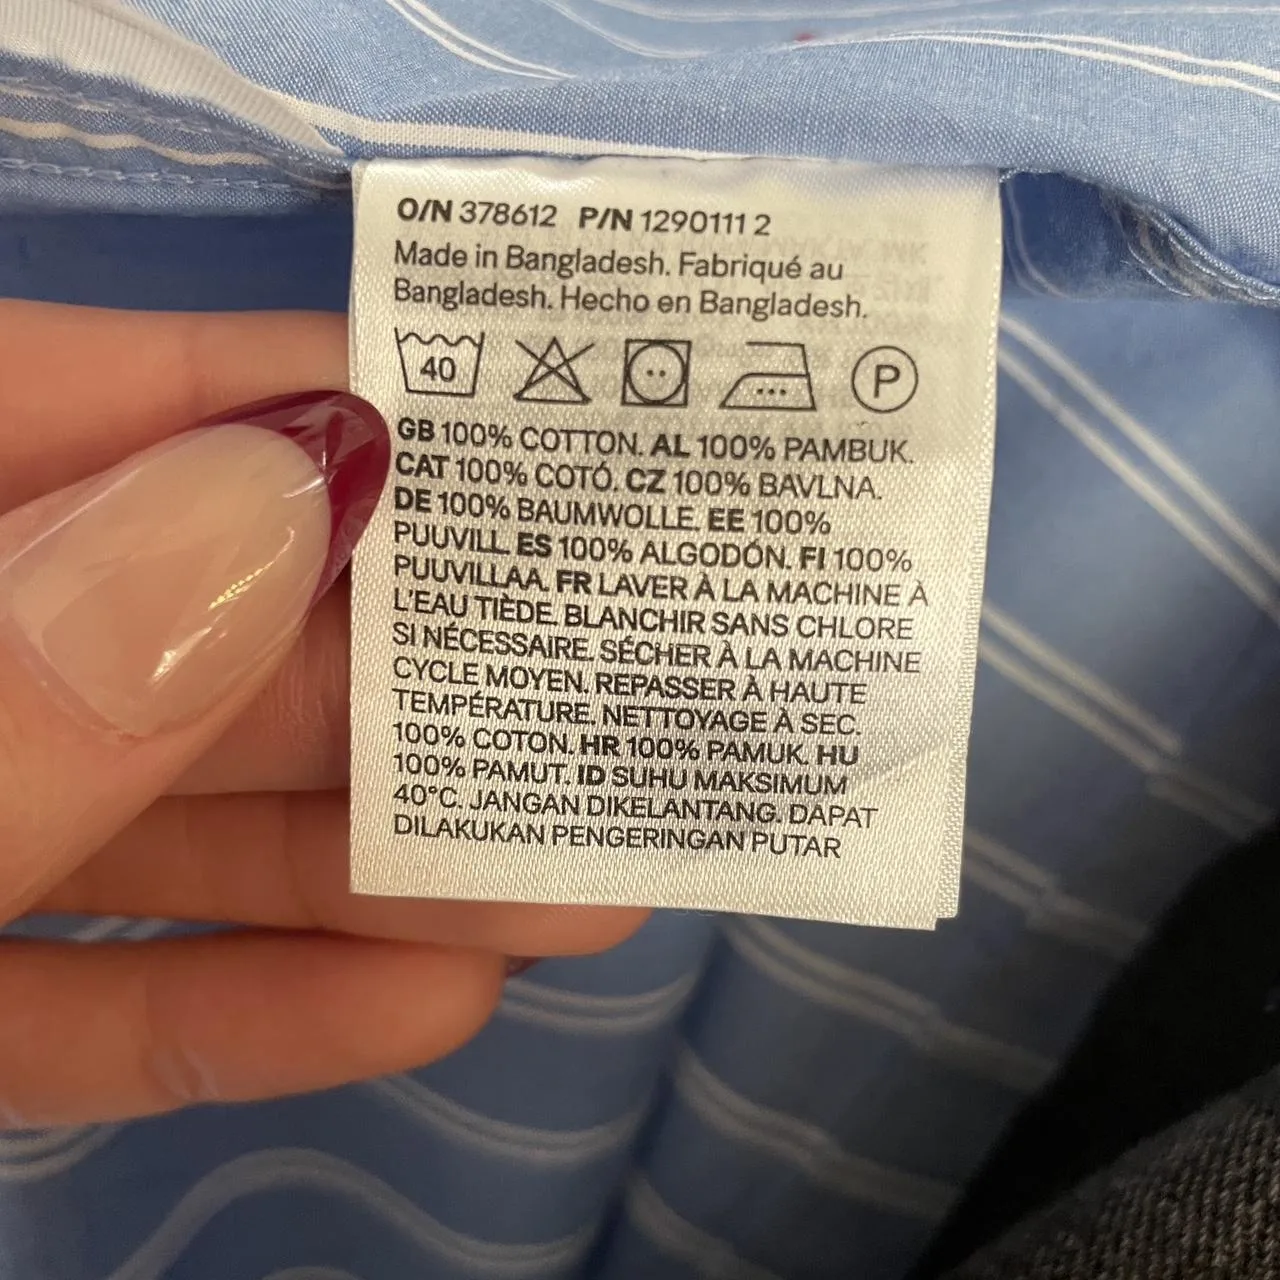 O/N 378612 P/N 1290111 2
Made in Bangladesh. Fabriqué au
Bangladesh. Hecho en Bangladesh.
40 P
GB 100% COTTON. AL 100% PAMBUK.
CAT 100% COTÓ. CZ 100% BAVLNA.
DE 100% BAUMWOLLE. EE 100%
PUUVILL. ES 100% ALGODÓN. FI 100%
PUUVILLAA. FR LAVER À LA MACHINE À
L'EAU TIÈDE. BLANCHIR SANS CHLORE
SI NÉCESSAIRE. SÉCHER À LA MACHINE
CYCLE MOYEN. REPASSER À HAUTE
TEMPÉRATURE. NETTOYAGE À SEC.
100% COTON. HR 100% PAMUK. HU
100% PAMUT. ID SUHU MAKSIMUM
40°C. JANGAN DIKELANTANG. DAPAT
DILAKUKAN PENGERINGAN PUTAR